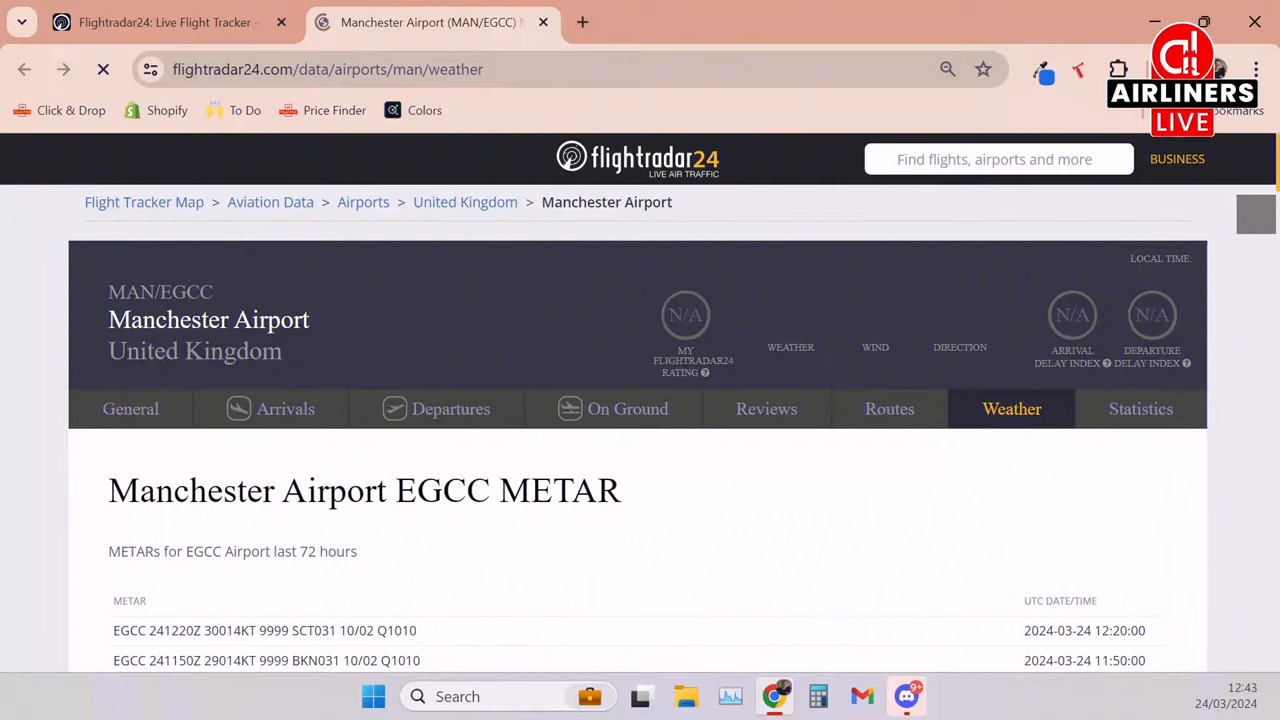 Flightradar24: Live Flight Tracker -
Manchester Airport (MAN/EGCC)
flightradar24.com/data/airports/man/weather
Click & Drop
Shopify
To Do
Price Finder
Colors
AIRLINERS
LIVE
flightradar24
LIVE AIR TRAFFIC
Find flights, airports and more
BUSINESS
Flight Tracker Map > Aviation Data > Airports > United Kingdom > Manchester Airport
LOCAL TIME:
MAN/EGCC
Manchester Airport
United Kingdom
N/A
MY
FLIGHTRADAR24
RATING
WEATHER
WIND
DIRECTION
N/A
ARRIVAL
DELAY INDEX
N/A
DEPARTURE
DELAY INDEX
General
Arrivals
Departures
On Ground
Reviews
Routes
Weather
Statistics
Manchester Airport EGCC METAR
METARs for EGCC Airport last 72 hours
METAR
UTC DATE/TIME
EGCC 241220Z 30014KT 9999 SCT031 10/02 Q1010
2024-03-24 12:20:00
EGCC 241150Z 29014KT 9999 BKN031 10/02 Q1010
2024-03-24 11:50:00
Search
9+
12:43
24/03/2024